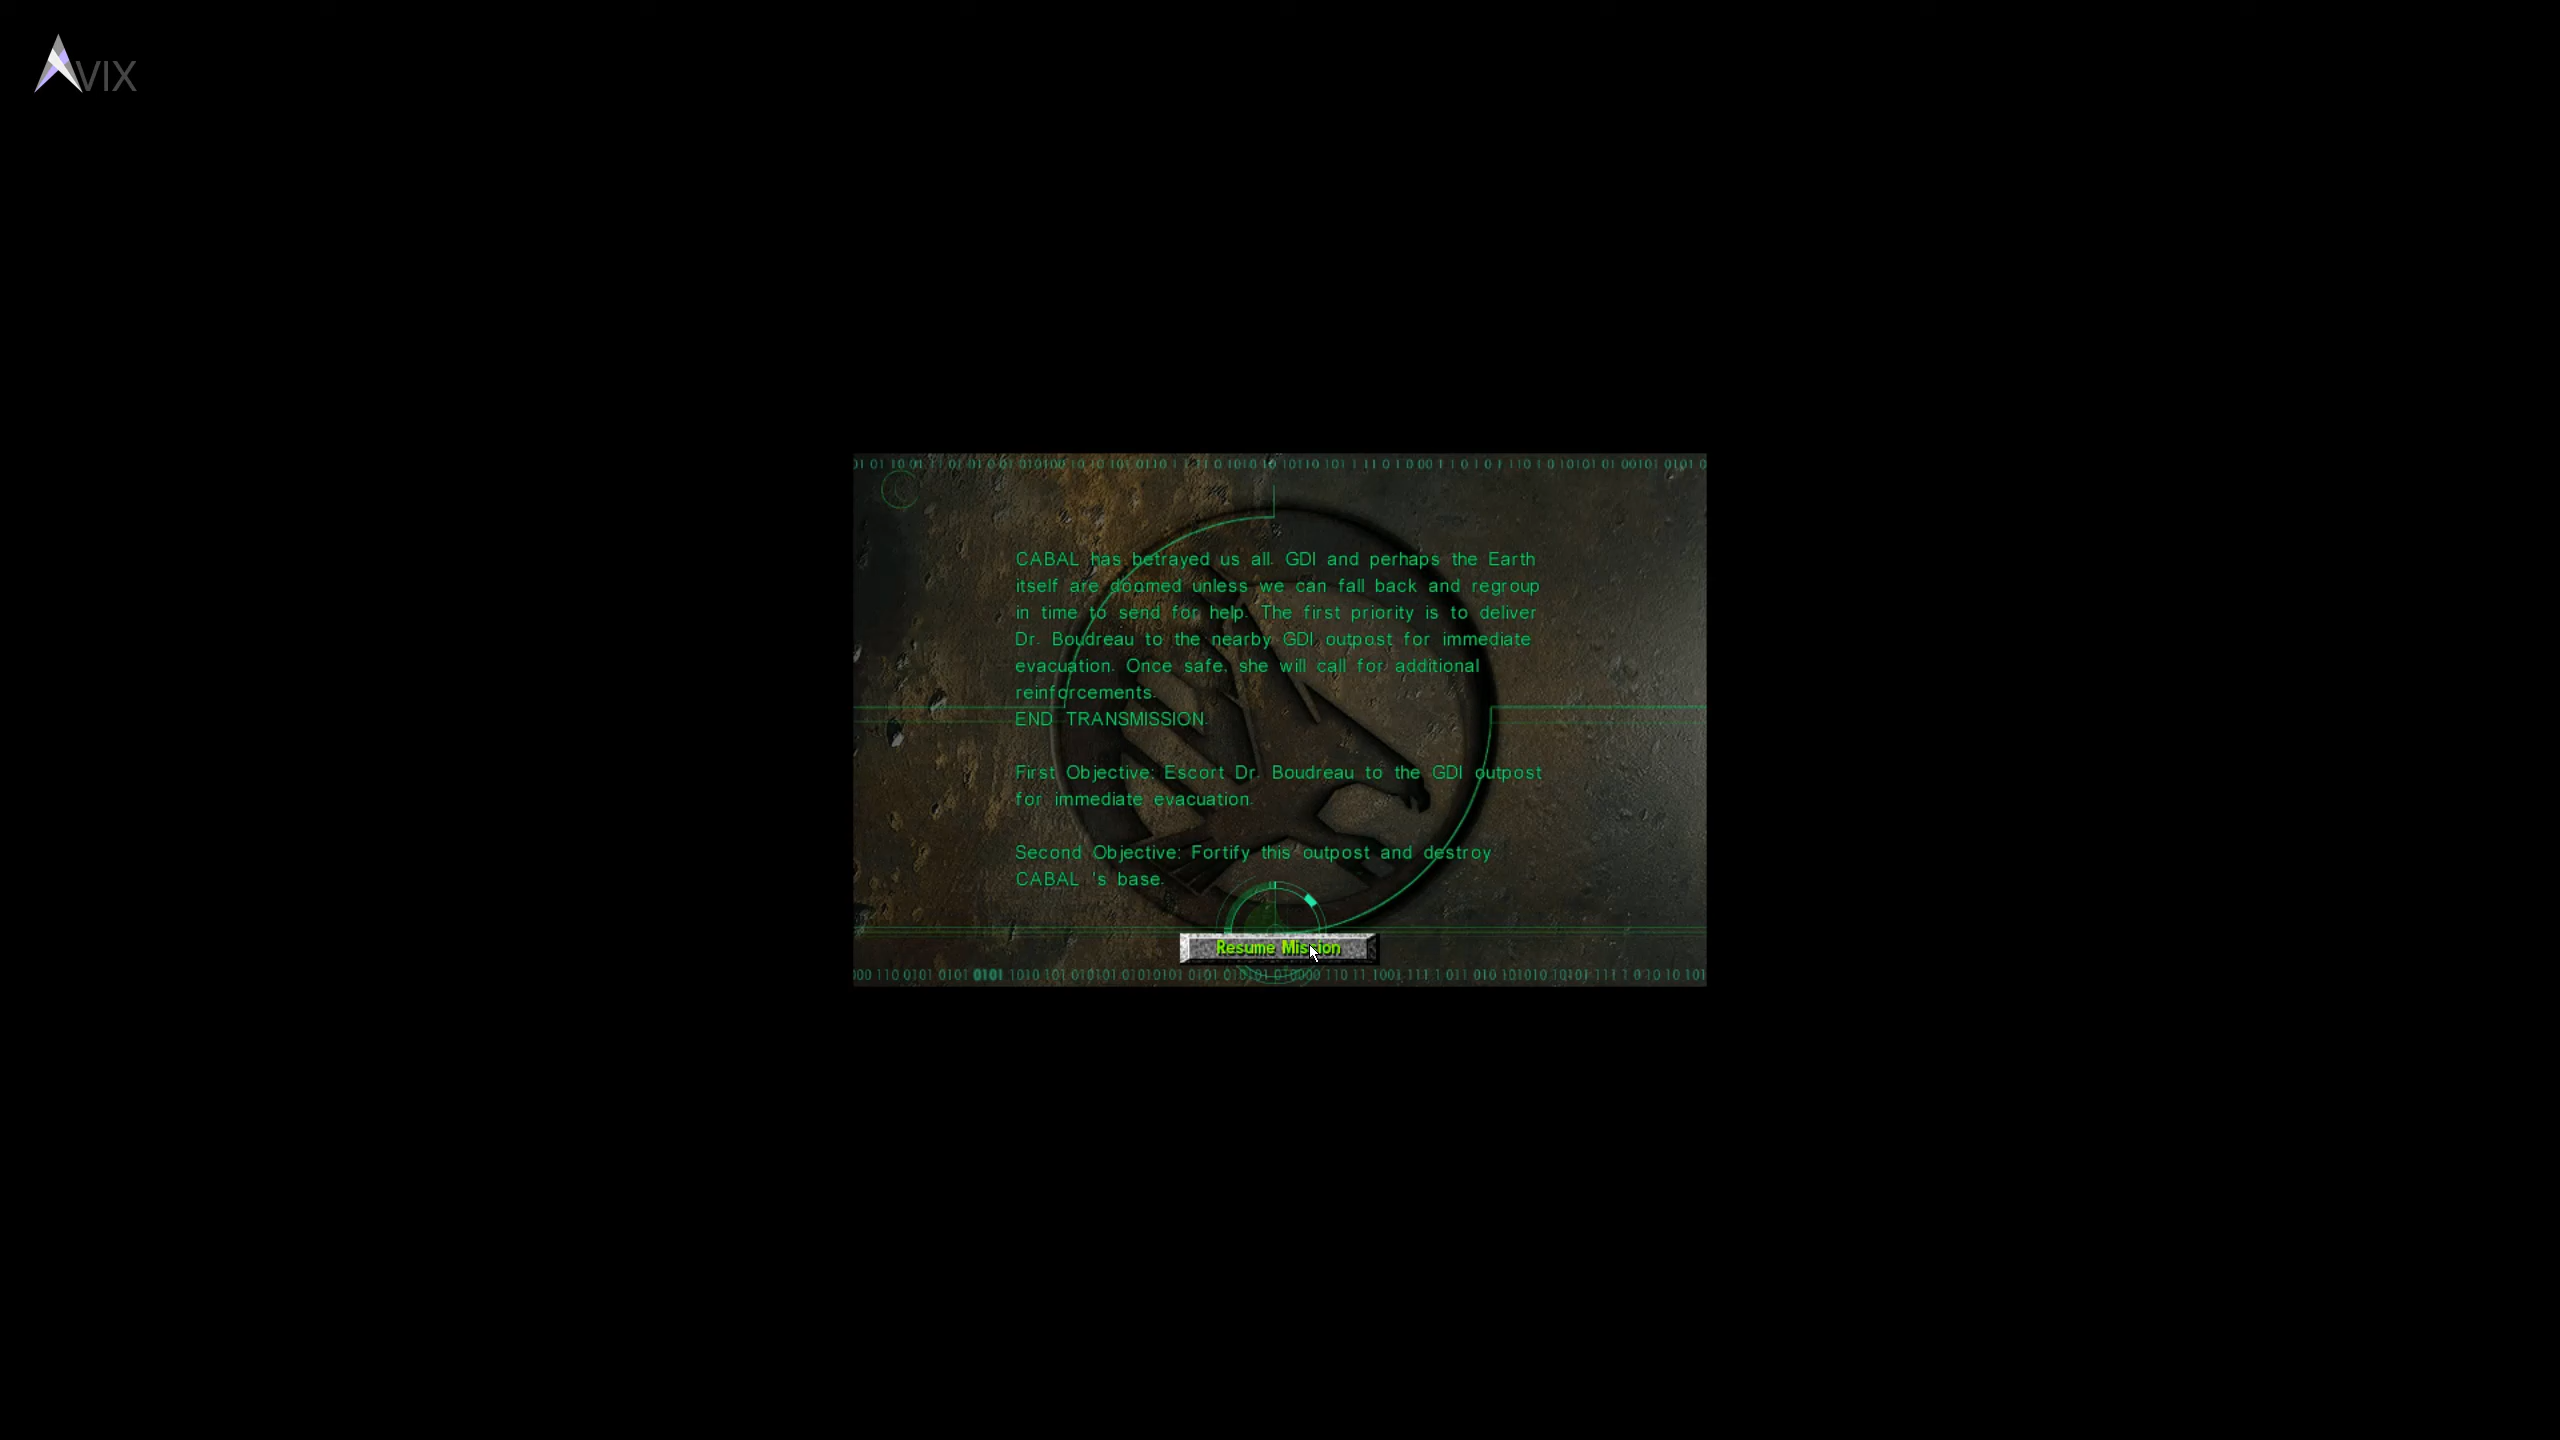 AVIX
CABAL has betrayed us all. GDI and perhaps the Earth
itself are doomed unless we can fall back and regroup
in time to send for help. The first priority is to deliver
Dr. Boudreau to the nearby GDI outpost for immediate
evacuation. Once safe, she will call for additional
reinforcements.
END TRANSMISSION.
First Objective: Escort Dr. Boudreau to the GDI outpost
for immediate evacuation.
Second Objective: Fortify this outpost and destroy
CABAL 's base.
Resume Mission